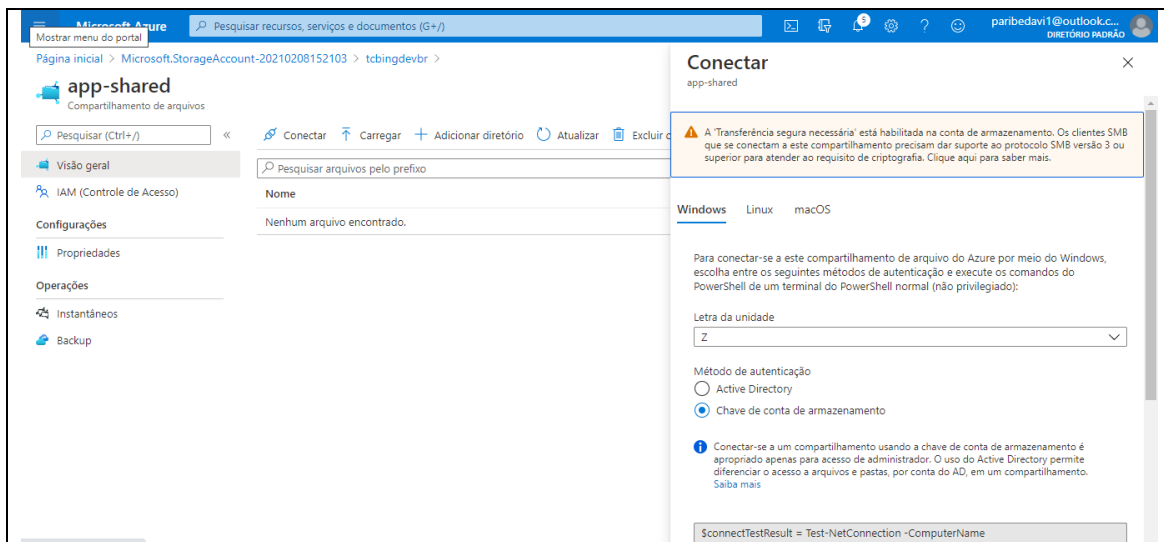 Microsoft Azure
Pesquisar recursos, serviços e documentos (G+/)
5
paribedavi1@outlook.c...
DIRETÓRIO PADRÃO
Mostrar menu do portal
Página inicial > Microsoft.StorageAccount-20210208152103 > tcbingdevbr >
app-shared
Compartilhamento de arquivos
Pesquisar (Ctrl+/)
Visão geral
IAM (Controle de Acesso)
Configurações
Propriedades
Operações
Instantâneos
Backup
Conectar Carregar Adicionar diretório Atualizar Excluir c
Pesquisar arquivos pelo prefixo
Nome
Nenhum arquivo encontrado.
Conectar
app-shared
A 'Transferência segura necessária' está habilitada na conta de armazenamento. Os clientes SMB
que se conectam a este compartilhamento precisam dar suporte ao protocolo SMB versão 3 ou
superior para atender ao requisito de criptografia. Clique aqui para saber mais.
Windows Linux macOS
Para conectar-se a este compartilhamento de arquivo do Azure por meio do Windows,
escolha entre os seguintes métodos de autenticação e execute os comandos do
PowerShell de um terminal do PowerShell normal (não privilegiado):
Letra da unidade
Z
Método de autenticação
Active Directory
Chave de conta de armazenamento
Conectar-se a um compartilhamento usando a chave de conta de armazenamento é
apropriado apenas para acesso de administrador. O uso do Active Directory permite
diferenciar o acesso a arquivos e pastas, por conta do AD, em um compartilhamento.
Saiba mais
$connectTestResult = Test-NetConnection -ComputerName